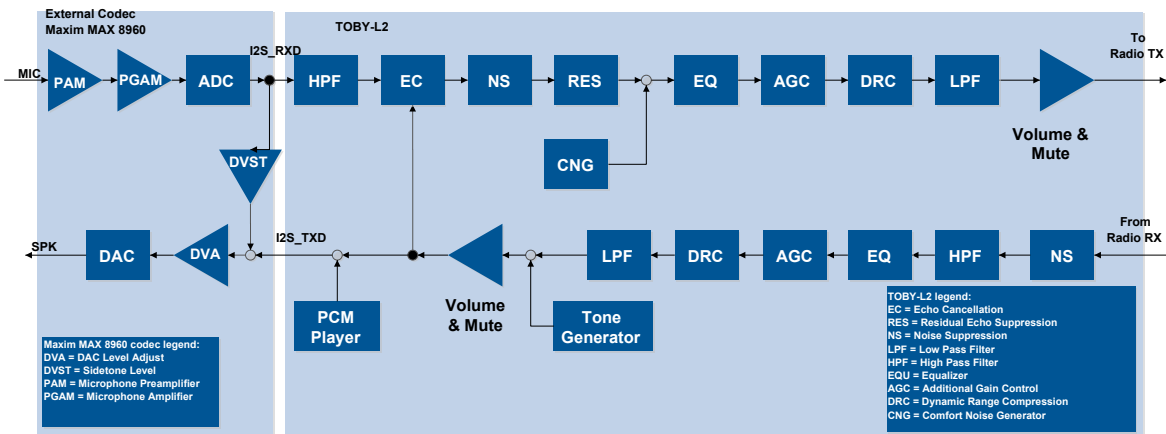 External Codec
Maxim MAX 8960
TOBY-L2
To
Radio TX
I2S_RXD
MIC
PAM
PGAM
ADC
HPF
EC
NS
RES
EQ
AGC
DRC
LPF
Volume &
Mute
DVST
CNG
I2S_TXD
From
Radio RX
SPK
DAC
DVA
LPF
DRC
AGC
EQ
HPF
NS
Volume
& Mute
PCM
Player
Tone
Generator
Maxim MAX 8960 codec legend:
DVA = DAC Level Adjust
DVST = Sidetone Level
PAM = Microphone Preamplifier
PGAM = Microphone Amplifier
TOBY-L2 legend:
EC = Echo Cancellation
RES = Residual Echo Suppression
NS = Noise Suppression
LPF = Low Pass Filter
HPF = High Pass Filter
EQU = Equalizer
AGC = Additional Gain Control
DRC = Dynamic Range Compression
CNG = Comfort Noise Generator